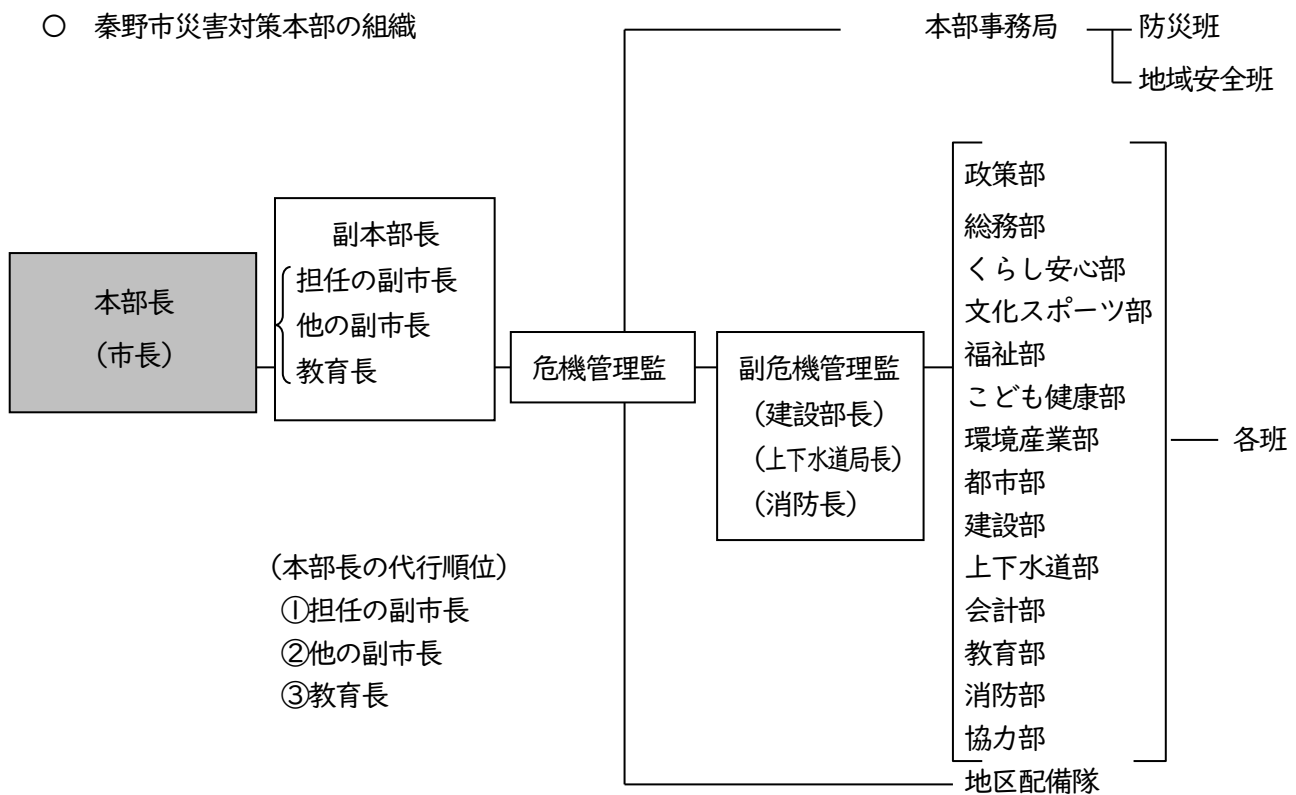 ○ 秦野市災害対策本部の組織
本部事務局
防災班
地域安全班
本部長
(市長)
副本部長
担任の副市長
他の副市長
教育長
危機管理監
副危機管理監
(建設部長)
(上下水道局長)
(消防長)
政策部
総務部
くらし安心部
文化スポーツ部
福祉部
こども健康部
環境産業部
都市部
建設部
上下水道部
会計部
教育部
消防部
協力部
各班
地区配備隊
(本部長の代行順位)
①担任の副市長
②他の副市長
③教育長